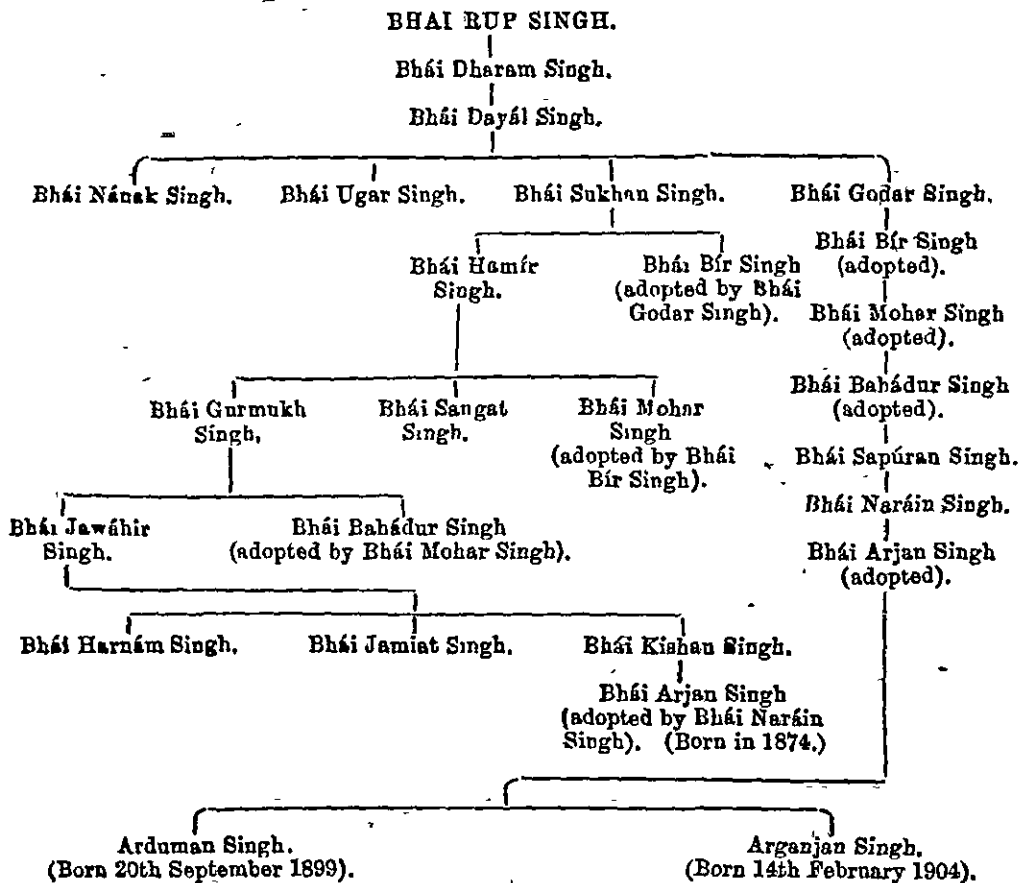 BHAI RUP SINGH.
Bhái Dharam Singh.
Bhái Dayál Singh.
Bhái Nának Singh. Bhái Ugar Singh. Bhái Sukhan Singh. Bhái Godar Singh.
Bhái Bír Singh
(adopted).
Bhái Hamír
Singh.
Bhái Bír Singh
(adopted by Bhái
Godar Singh).
Bhái Mohar Singh
(adopted).
Bhái Bahádur Singh
(adopted).
Bhái Gurmukh
Singh.
Bhái Sangat
Singh.
Bhái Mohar
Singh
(adopted by Bhái
Bír Singh).
Bhái Sapúran Singh.
Bhái Naráin Singh.
Bhái Jawáhir
Singh.
Bhái Bahádur Singh
(adopted by Bhái Mohar Singh).
Bhái Arjan Singh
(adopted).
Bhái Harnám Singh. Bhái Jamiat Singh. Bhái Kishan Singh.
Bhái Arjan Singh
(adopted by Bhái Naráin
Singh). (Born in 1874.)
Arduman Singh.
(Born 20th September 1899).
Arganjan Singh.
(Born 14th February 1904).